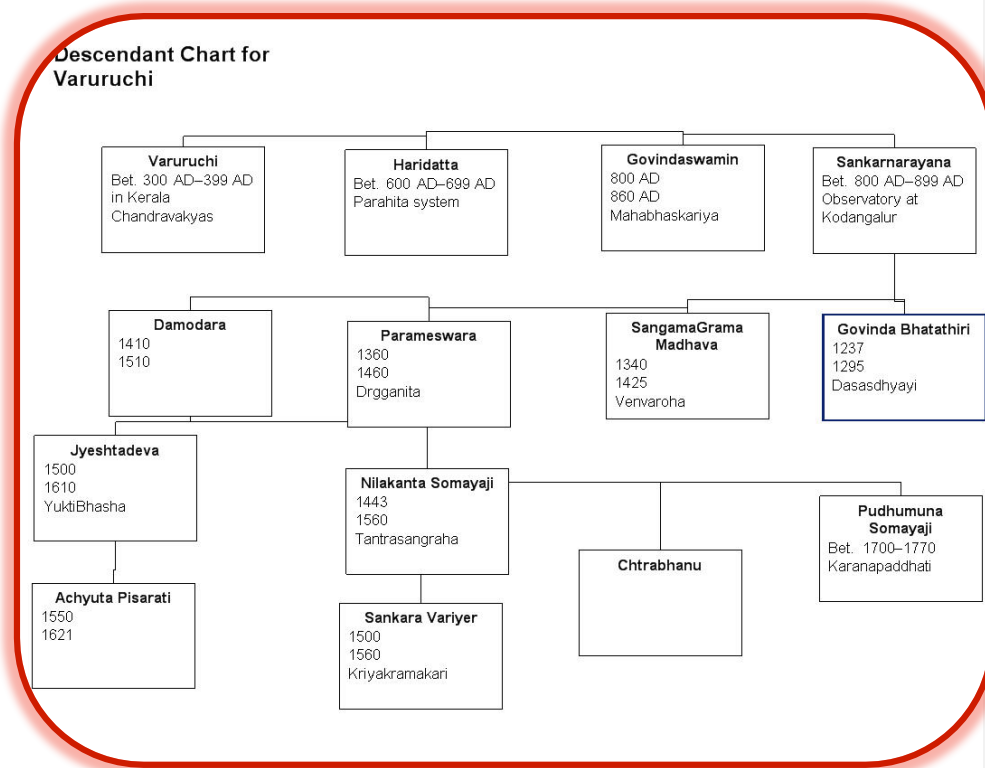 Descendant Chart for
Varuruchi
Varuruchi
Bet. 300 AD–399 AD
in Kerala
Chandravakyas
Haridatta
Bet. 600 AD–699 AD
Parahita system
Govindaswamin
800 AD
860 AD
Mahabhaskariya
Sankarnarayana
Bet. 800 AD–899 AD
Observatory at
Kodangalur
Damodara
1410
1510
Parameswara
1360
1460
Drgganita
SangamaGrama
Madhava
1340
1425
Venvaroha
Govinda Bhatathiri
1237
1295
Dasasdhyayi
Jyeshtadeva
1500
1610
YuktiBhasha
Nilakanta Somayaji
1443
1560
Tantrasangraha
Chtrabhanu
Pudhumuna
Somayaji
Bet. 1700–1770
Karanapaddhati
Achyuta Pisarati
1550
1621
Sankara Variyer
1500
1560
Kriyakramakari